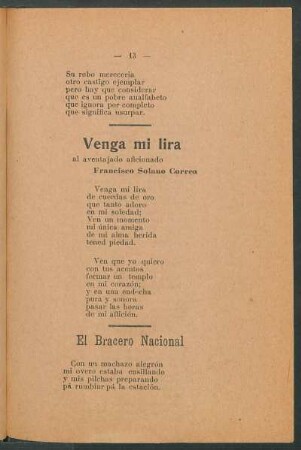 — 13 —
Su robo merecería
otro castigo ejemplar
pero hay que considerar
que es un pobre analfabeto
que ignora por completo
que significa usurpar.
Venga mi lira
al aventajado aficionado
Francisco Solano Correa
Venga mi lira
de cuerdas de oro
que tanto adoro
en mi soledad;
Ven un momento
mi única amiga
de mi alma herida
tened piedad.
Ven que yo quiero
con tus acentos
formar un templo
en mi corazón;
y en una endecha
pura y sonora
pasar las horas
de mi aflición.
El Bracero Nacional
Con un machazo alegrón
mi overo estaba ensillando
y mis pilchas preparando
pá rumbiar pá la estación.